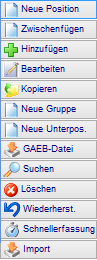 Neue Position
Zwischenfügen
Hinzufügen
Bearbeiten
Kopieren
Neue Gruppe
Neue Unterpos.
GAEB-Datei
Suchen
Löschen
Wiederherst.
Schnellerfassung
Import